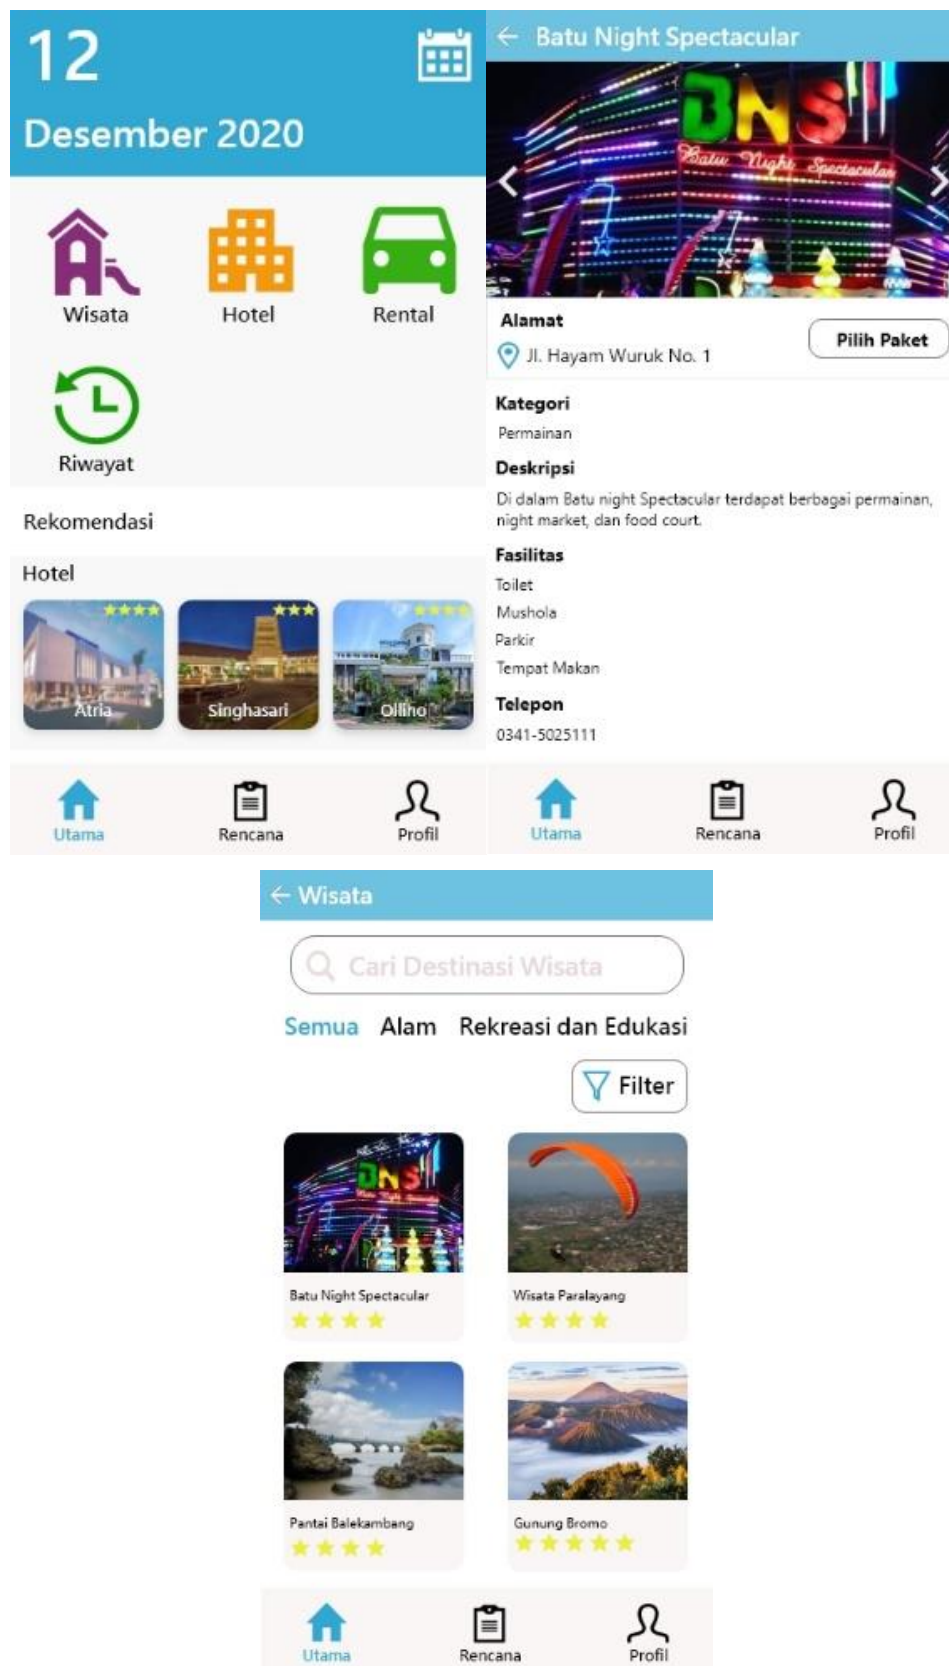 12
Desember 2020
Wisata
Hotel
Rental
Riwayat
Rekomendasi
Hotel
Atria
Singhasari
Ollino
Utama
Rencana
Profil
Batu Night Spectacular
BNS
Batu Night Spectacular
Alamat
Jl. Hayam Wuruk No. 1
Pilih Paket
Kategori
Permainan
Deskripsi
Di dalam Batu night Spectacular terdapat berbagai permainan,
night market, dan food court.
Fasilitas
Toilet
Mushola
Parkir
Tempat Makan
Telepon
0341-5025111
Utama
Rencana
Profil
Wisata
Cari Destinasi Wisata
Semua Alam Rekreasi dan Edukasi
Filter
BNS
Batu Night Spectacular
Batu Night Spectacular
Wisata Paralayang
Pantai Balekambang
Gunung Bromo
Utama
Rencana
Profil